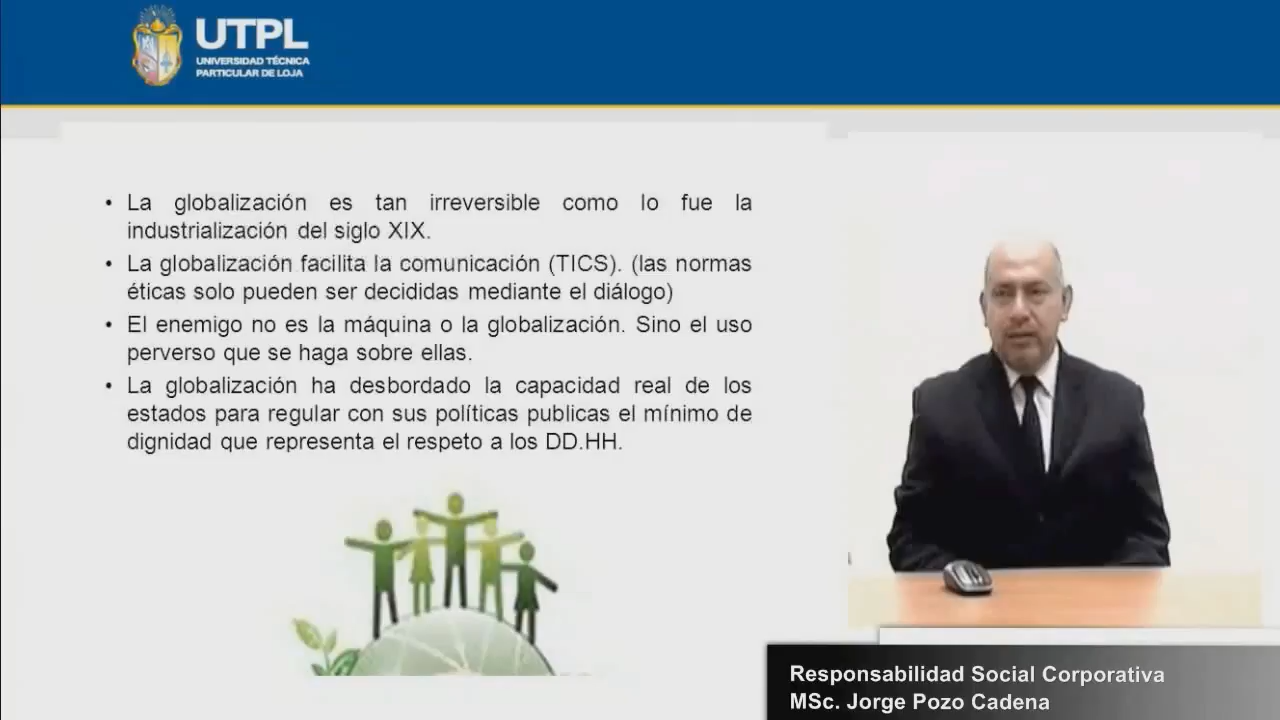 UTPL
UNIVERSIDAD TÉCNICA
PARTICULAR DE LOJA
• La globalización es tan irreversible como lo fue la
industrialización del siglo XIX.
• La globalización facilita la comunicación (TICS). (las normas
éticas solo pueden ser decididas mediante el diálogo)
• El enemigo no es la máquina o la globalización. Sino el uso
perverso que se haga sobre ellas.
• La globalización ha desbordado la capacidad real de los
estados para regular con sus políticas publicas el mínimo de
dignidad que representa el respeto a los DD.HH.
Responsabilidad Social Corporativa
MSc. Jorge Pozo Cadena